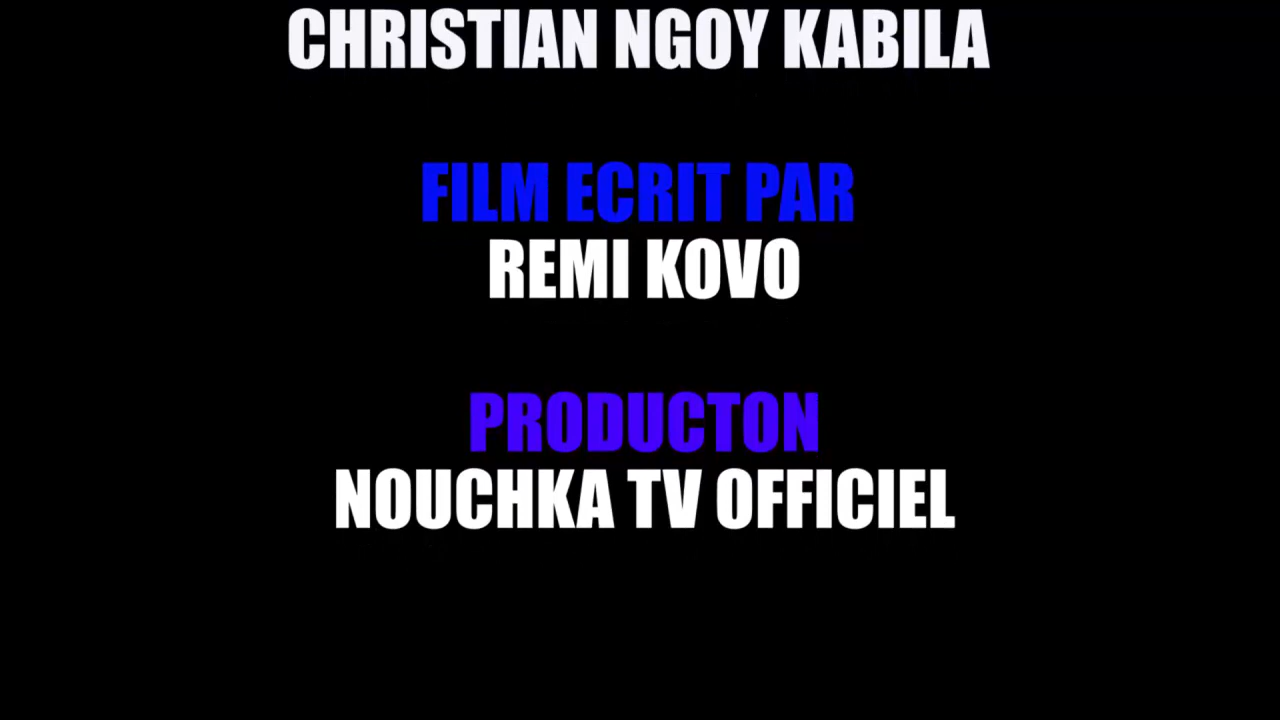 CHRISTIAN NGOY KABILA
FILM ECRIT PAR
REMI KOVO
PRODUCTON
NOUCHKA TV OFFICIEL